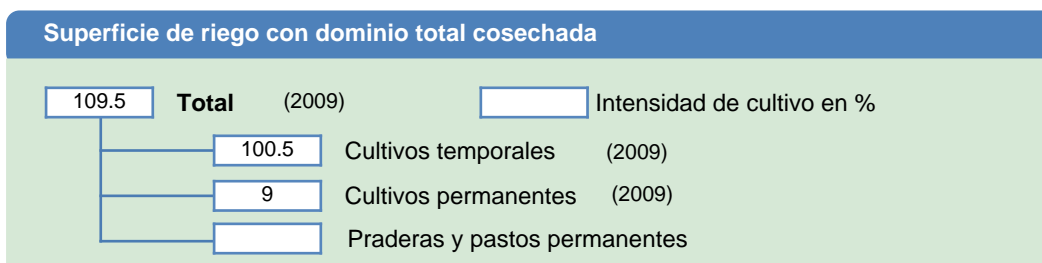 Superficie de riego con dominio total cosechada
109.5 Total (2009) Intensidad de cultivo en %
100.5 Cultivos temporales (2009)
9 Cultivos permanentes (2009)
Praderas y pastos permanentes